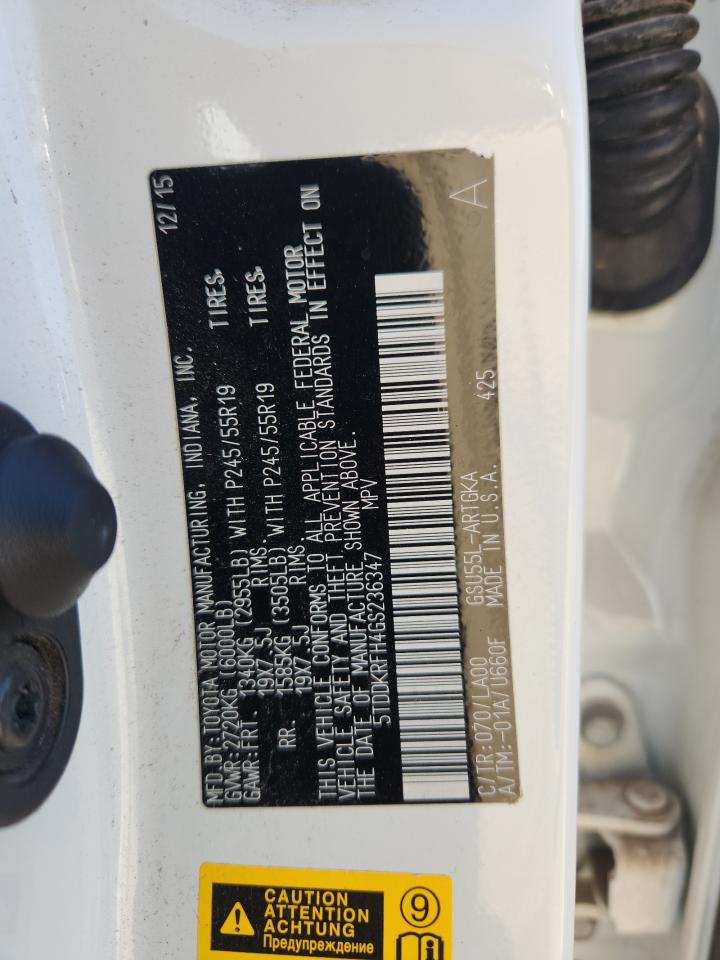 MFD.BY:TOYOTA MOTOR MANUFACTURING, INDIANA, INC. 12/15
GVWR:2720KG (6000LB)
GAWR:FRT. 1340KG (2955LB) WITH P245/55R19 TIRES.
19X7.5J RIMS.
RR. 1585KG (3505LB) WITH P245/55R19 TIRES.
19X7.5J RIMS.
THIS VEHICLE CONFORMS TO ALL APPLICABLE FEDERAL MOTOR
VEHICLE SAFETY AND THEFT PREVENTION STANDARDS IN EFFECT ON
THE DATE OF MANUFACTURE SHOWN ABOVE.
5TDDKRFH4GS236347 MPV
C/TR:070/LA00 GSU55L-ARTGKA 425 A
A/TM:-01A/U660F MADE IN U.S.A.
CAUTION
ATTENTION
ACHTUNG
Предупреждение
9